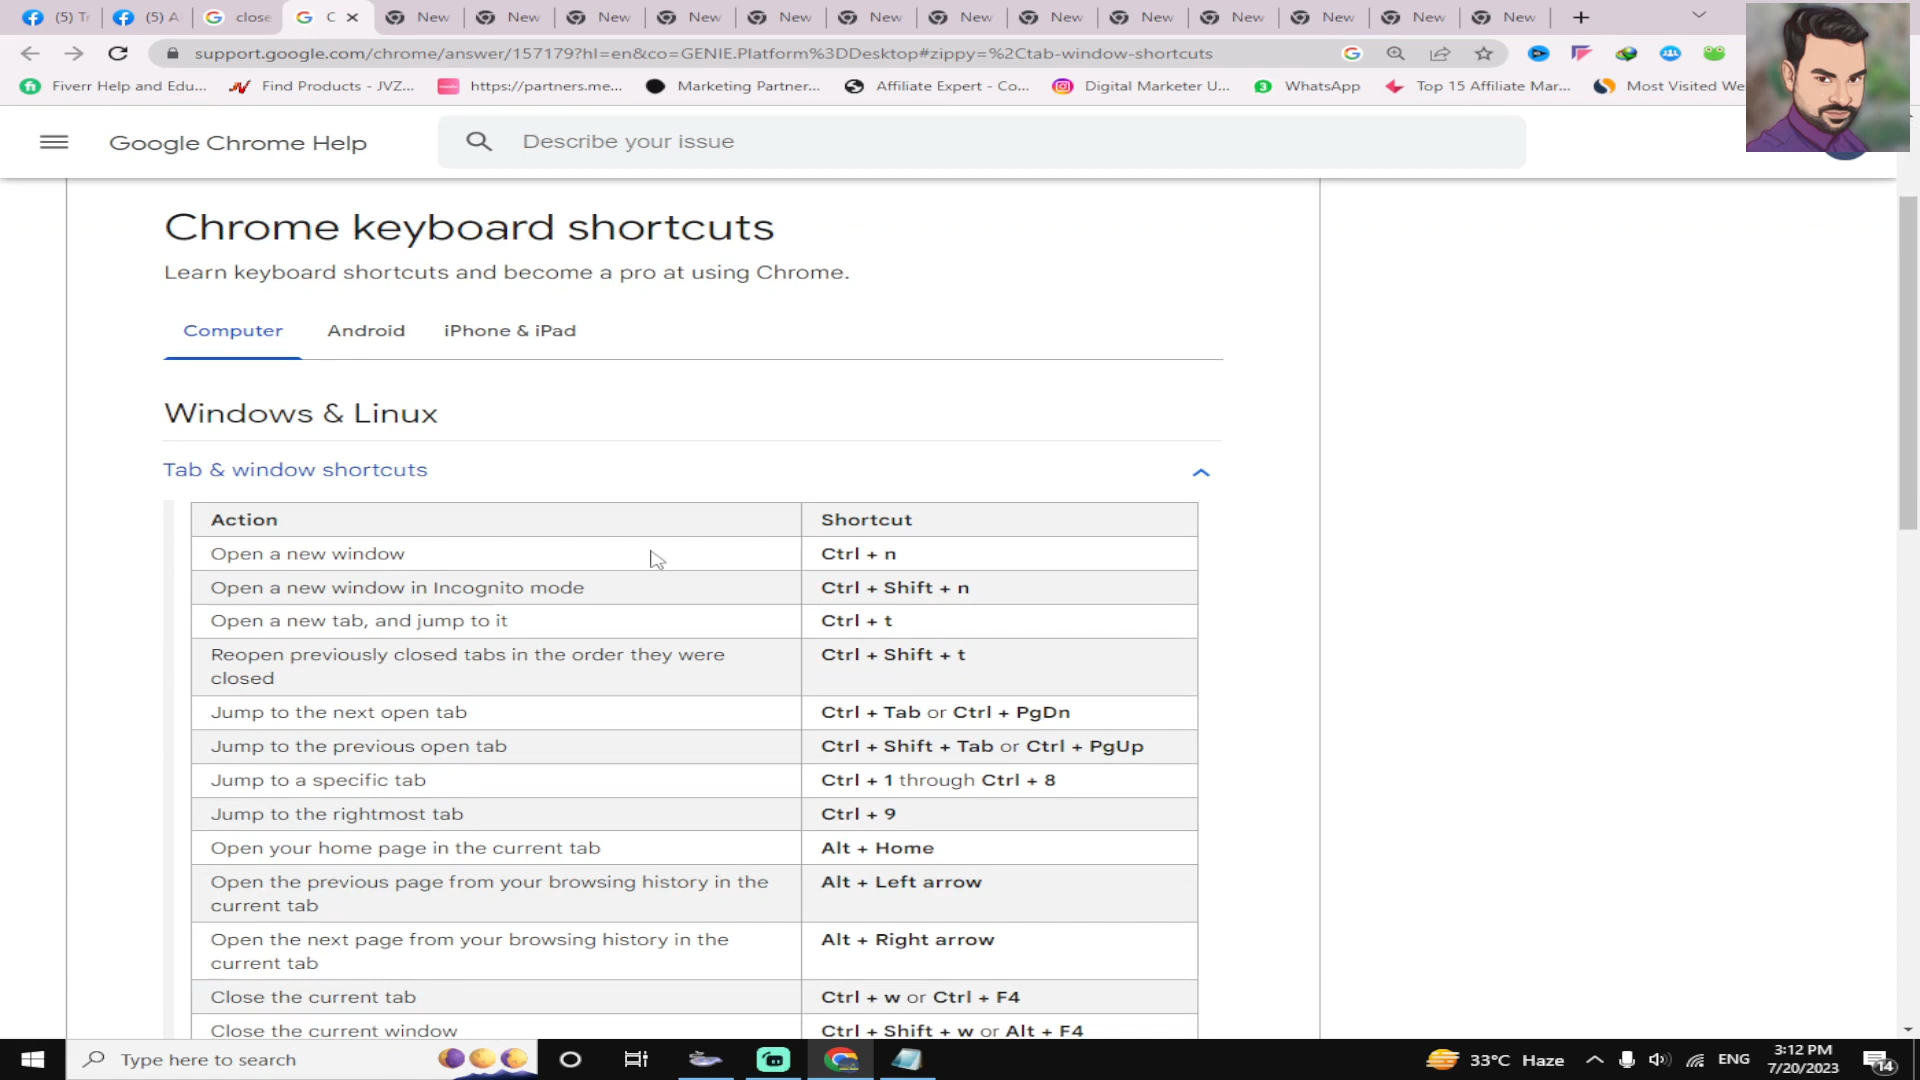 (5) Tr
(5) A
close
C
New
New
New
New
New
New
New
New
New
New
New
New
New
support.google.com/chrome/answer/157179?hl=en&co=GENIE.Platform%3DDesktop#zippy=%2Ctab-window-shortcuts
Fiverr Help and Edu...
Find Products - JVZ...
https://partners.me...
Marketing Partner...
Affiliate Expert - Co...
Digital Marketer U...
WhatsApp
Top 15 Affiliate Mar...
Most Visited We
Google Chrome Help
Describe your issue
Chrome keyboard shortcuts
Learn keyboard shortcuts and become a pro at using Chrome.
Computer
Android
iPhone & iPad
Windows & Linux
Tab & window shortcuts
Action
Shortcut
Open a new window
Ctrl + n
Open a new window in Incognito mode
Ctrl + Shift + n
Open a new tab, and jump to it
Ctrl + t
Reopen previously closed tabs in the order they were
closed
Ctrl + Shift + t
Jump to the next open tab
Ctrl + Tab or Ctrl + PgDn
Jump to the previous open tab
Ctrl + Shift + Tab or Ctrl + PgUp
Jump to a specific tab
Ctrl + 1 through Ctrl + 8
Jump to the rightmost tab
Ctrl + 9
Open your home page in the current tab
Alt + Home
Open the previous page from your browsing history in the
current tab
Alt + Left arrow
Open the next page from your browsing history in the
current tab
Alt + Right arrow
Close the current tab
Ctrl + w or Ctrl + F4
Close the current window
Ctrl + Shift + w or Alt + F4
Type here to search
33°C Haze
ENG
3:12 PM
7/20/2023
14